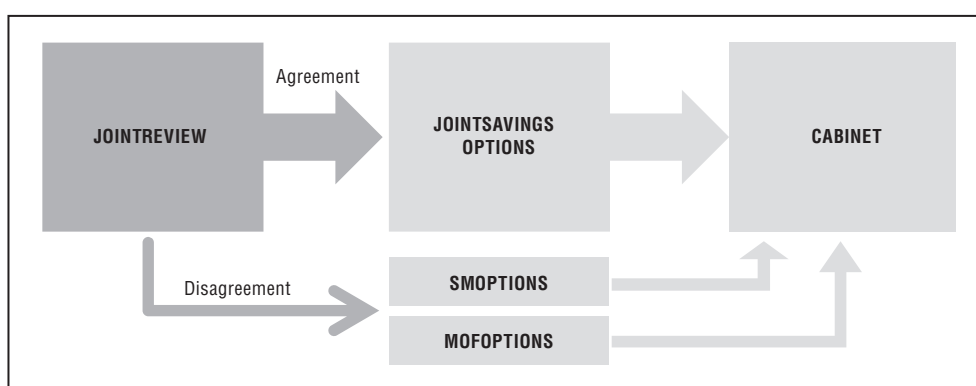 Agreement
JOINTREVIEW
JOINTSAVINGS
OPTIONS
CABINET
Disagreement
SMOPTIONS
MOFOPTIONS